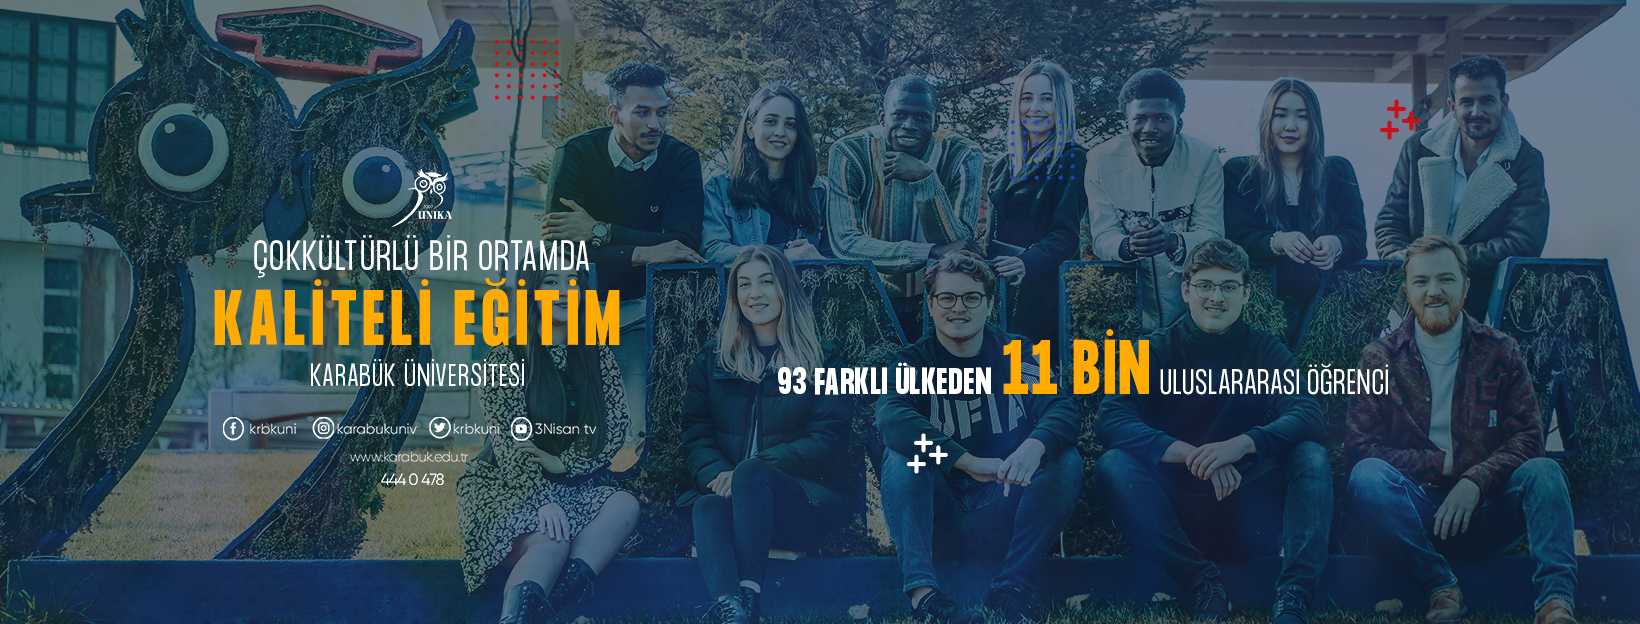 2007
UNIKA
ÇOKKÜLTÜRLÜ BİR ORTAMDA
KALİTELİ EĞİTİM
KARABÜK ÜNİVERSİTESİ
krbkuni karabukuniv krbkuni 3Nisan tv
www.karabuk.edu.tr
444 0 478
93 FARKLI ÜLKEDEN 11 BİN ULUSLARARASI ÖĞRENCİ